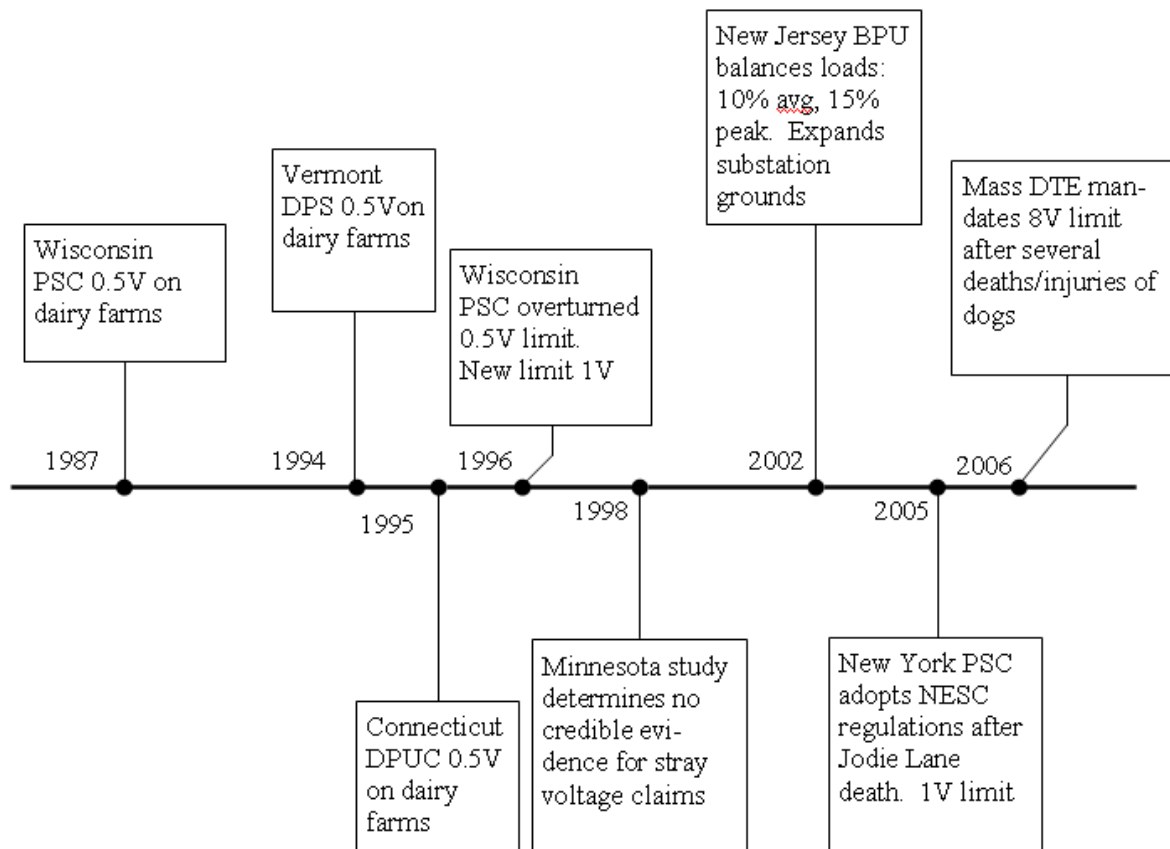 New Jersey BPU
balances loads:
10% avg, 15%
peak.  Expands
substation
grounds
Vermont
DPS 0.5Von
dairy farms
Mass DTE man-
dates 8V limit
after several
deaths/injuries of
dogs
Wisconsin
PSC 0.5V on
dairy farms
Wisconsin
PSC overturned
0.5V limit.
New limit 1V
1987
1994
1996
2002
2006
1995
1998
2005
Minnesota study
determines no
credible evi-
dence for stray
voltage claims
New York PSC
adopts NESC
regulations after
Jodie Lane
death.  1V limit
Connecticut
DPUC 0.5V
on dairy
farms